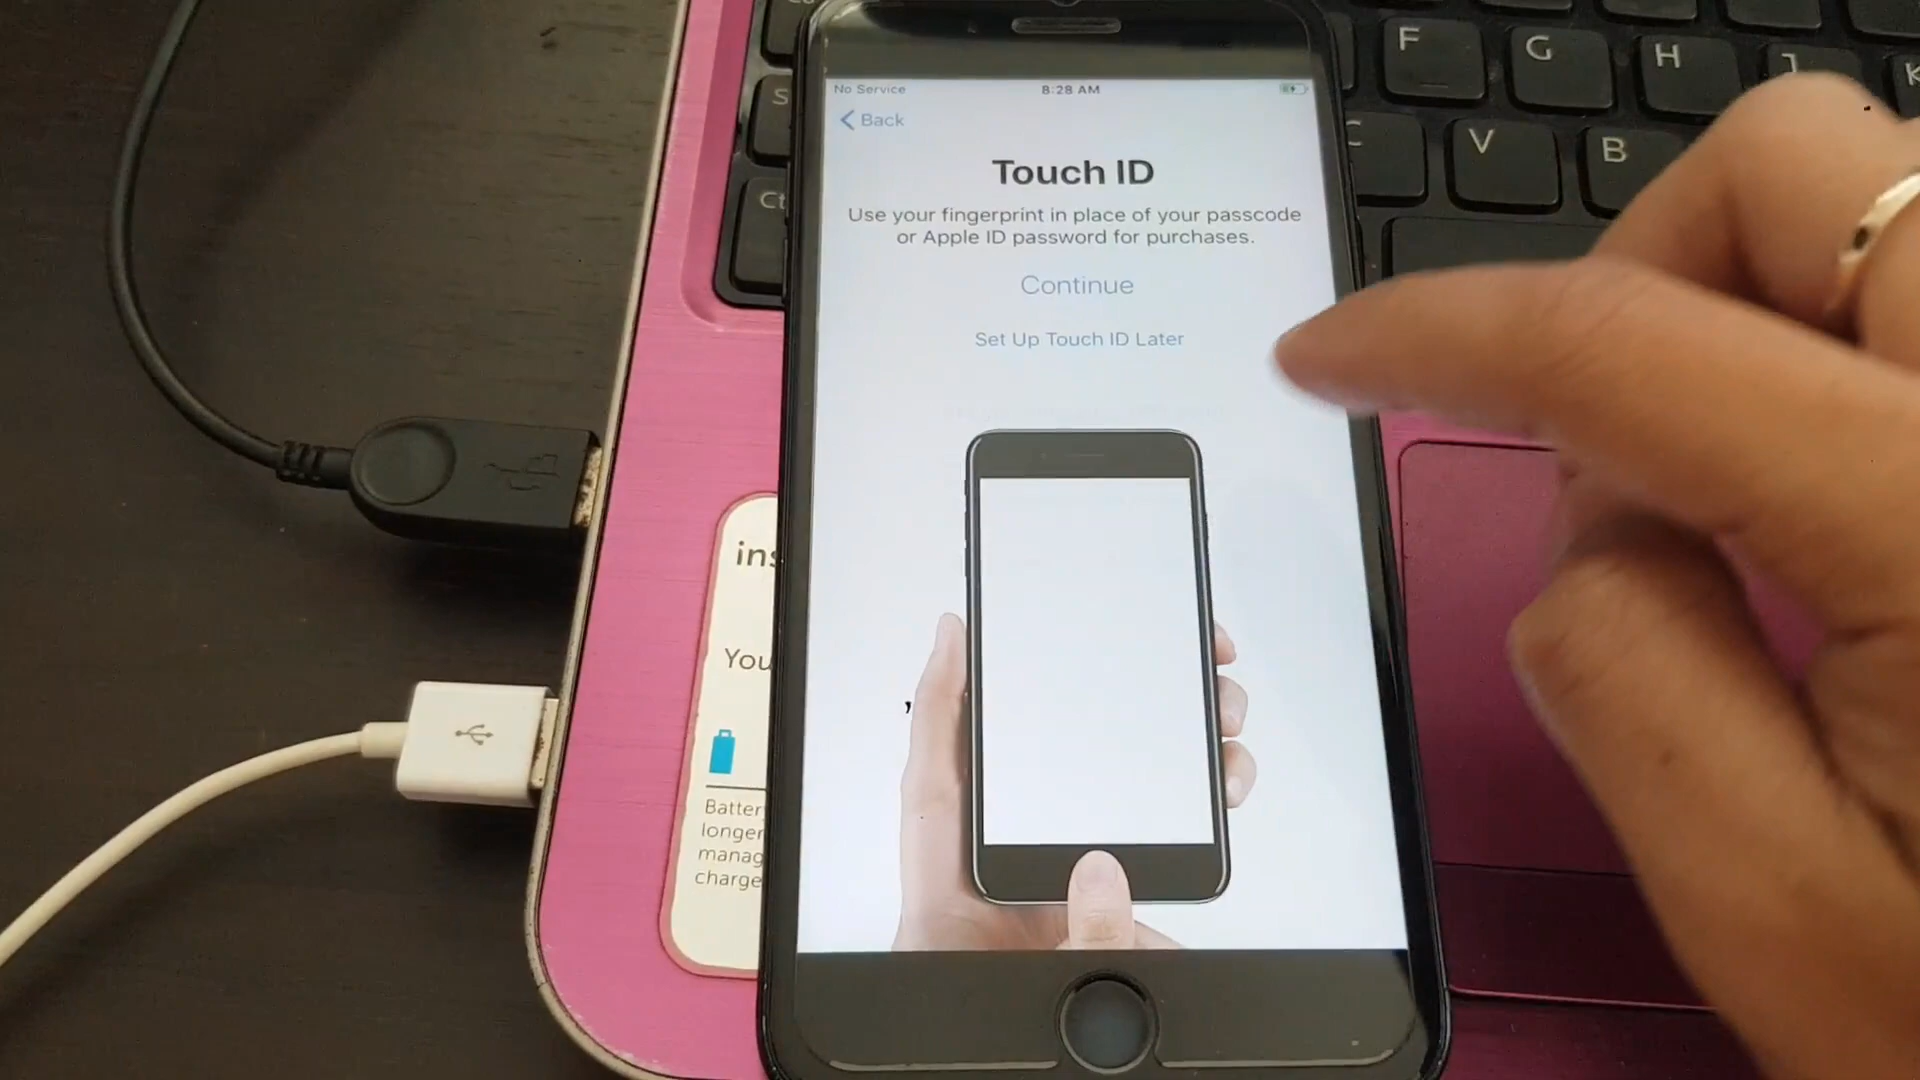 No Service
8:28 AM
Back
Touch ID
Use your fingerprint in place of your passcode
or Apple ID password for purchases.
Continue
Set Up Touch ID Later
F
G
H
J
K
S
C
V
B
Ct
ins
You
Battery
longer
manag
charge